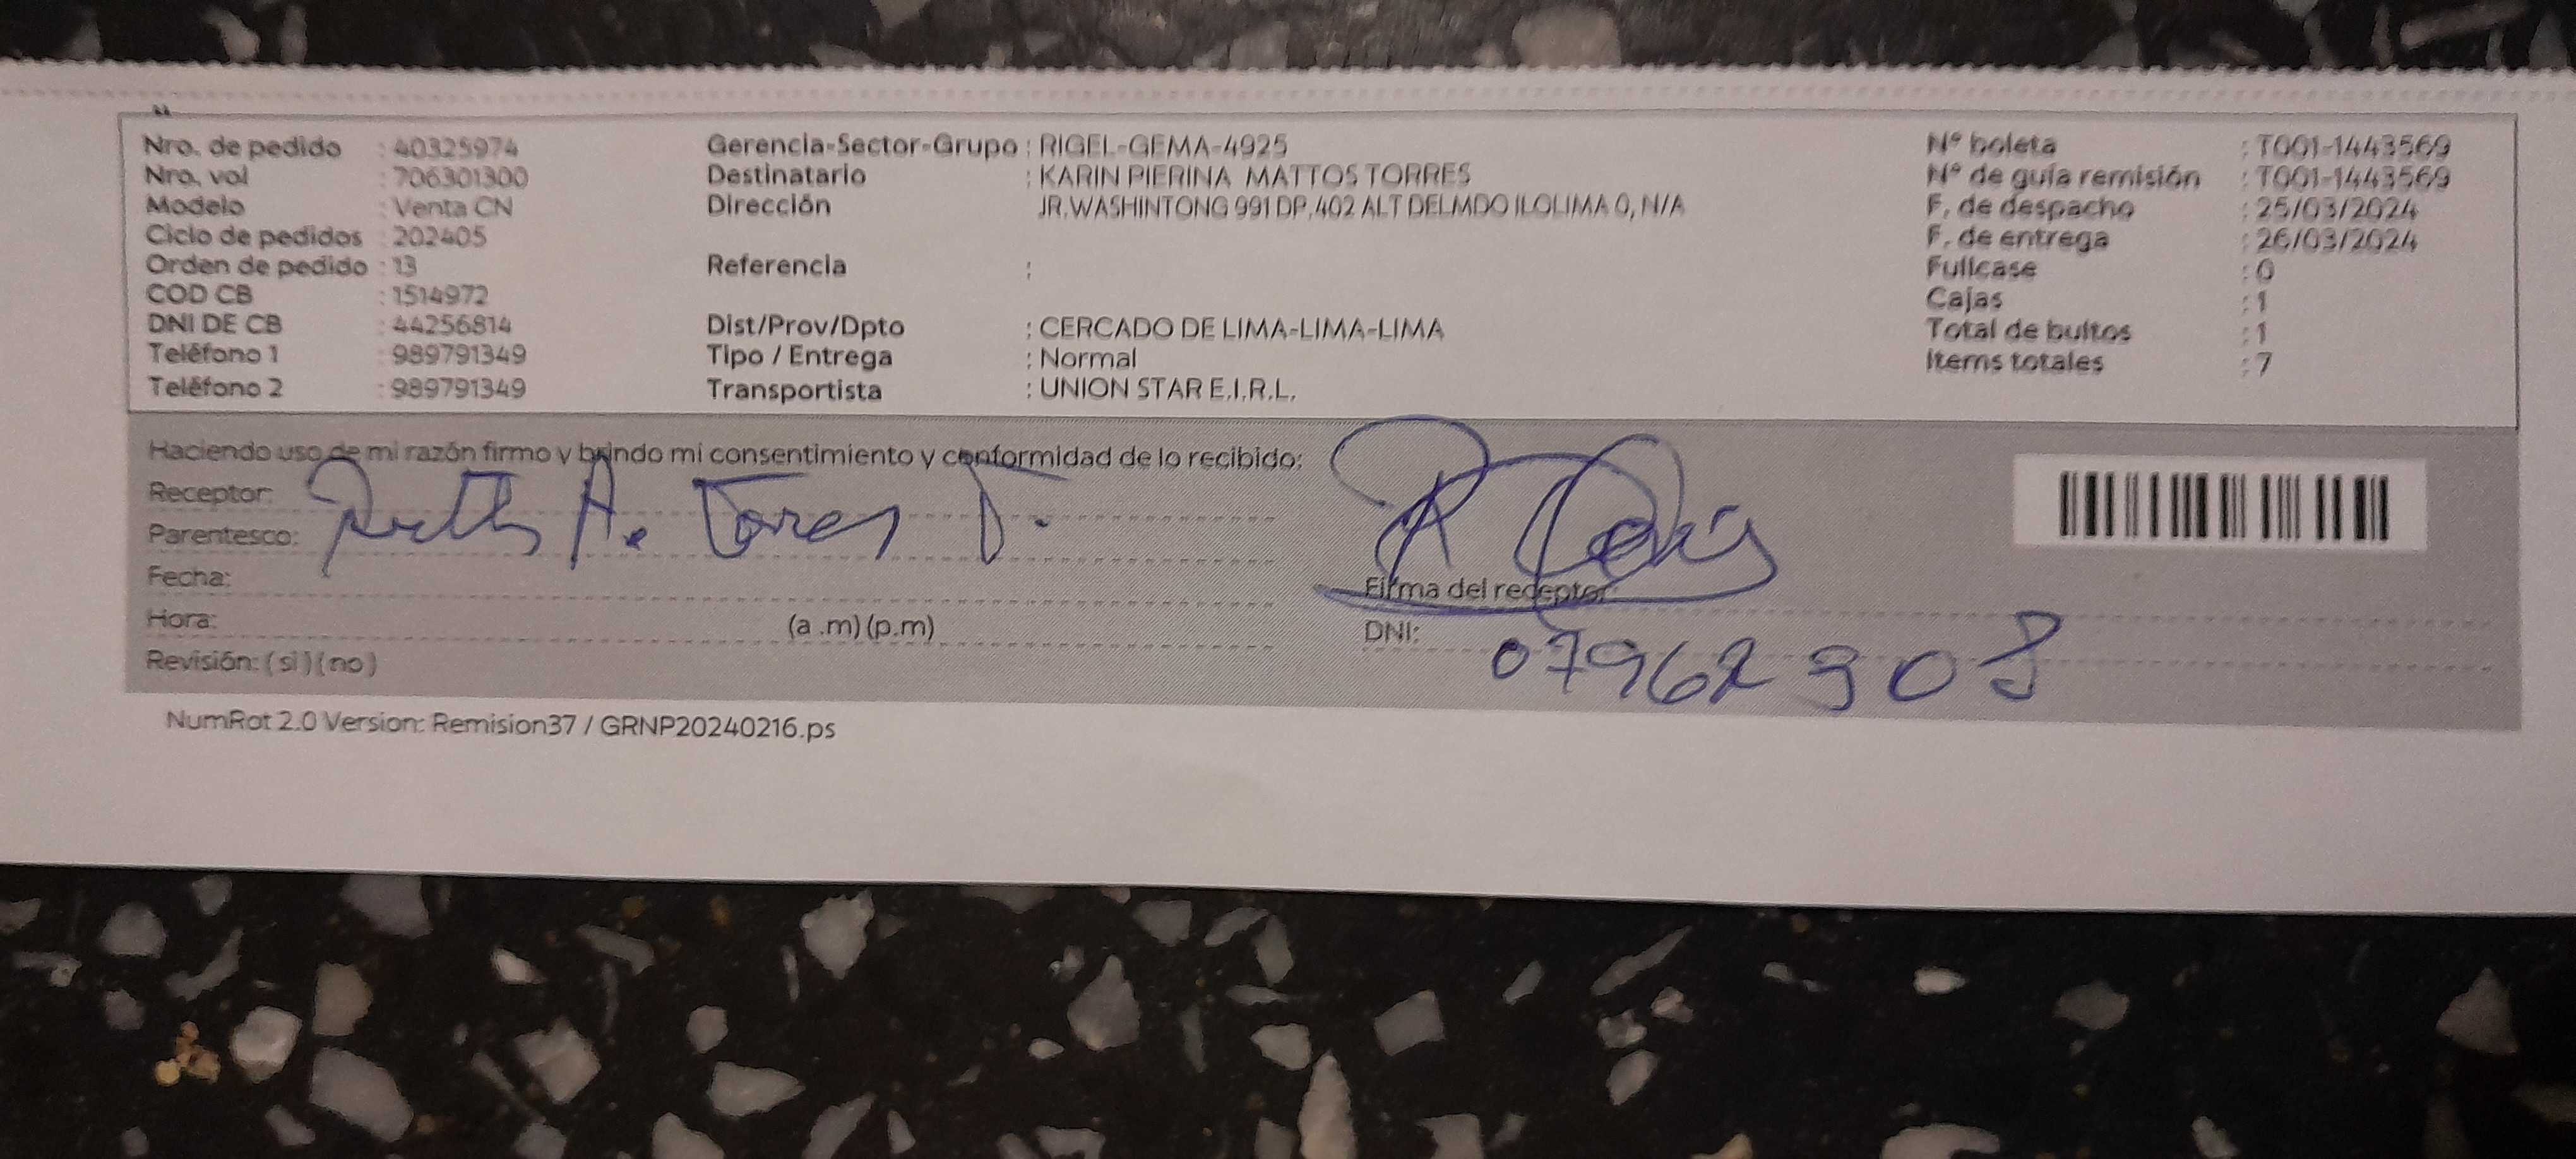 Nro. de pedido : 40325974
Nro. vol : 706301300
Modelo : Venta CN
Ciclo de pedidos : 202405
Orden de pedido : 13
COD CB : 1514972
DNI DE CB : 44256814
Teléfono 1 : 989791349
Teléfono 2 : 989791349
Gerencia-Sector-Grupo : RIGEL-GEMA-4925
Destinatario : KARIN PIERINA MATTOS TORRES
Dirección JR.WASHINTONG 991 DP.402 ALT DELMDO ILOLIMA 0, N/A
Referencia :
Dist/Prov/Dpto : CERCADO DE LIMA-LIMA-LIMA
Tipo / Entrega : Normal
Transportista : UNION STAR E.I.R.L.
N° boleta : T001-1443569
N° de guía remisión : T001-1443569
F. de despacho : 25/03/2024
F. de entrega : 26/03/2024
Fullcase : 0
Cajas : 1
Total de bultos : 1
Items totales : 7
Haciendo uso de mi razón firmo y brindo mi consentimiento y conformidad de lo recibido:
Receptor: Ruth A. Torres T.
Parentesco:
Fecha:
Hora: (a .m) (p.m)
Revisión: ( si ) ( no )
Firma del receptor
DNI: 07962908
NumRot 2.0 Version: Remision37 / GRNP20240216.ps